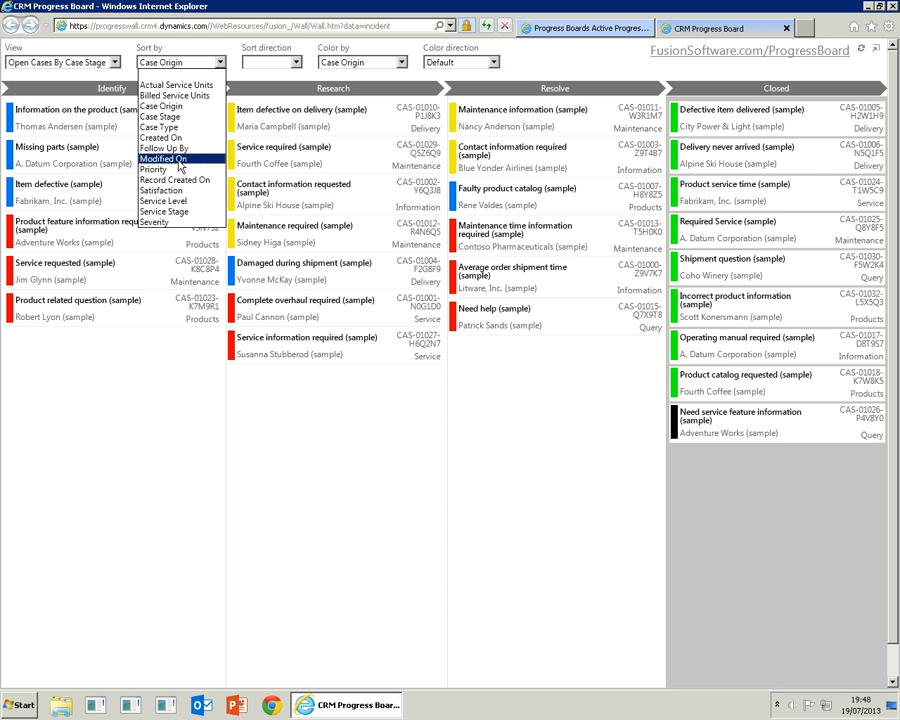 CRM Progress Board - Windows Internet Explorer
https://progresswall.crm4.dynamics.com//WebResources/fusion_/Wall/Wall.htm?data=incident
Progress Boards Active Progres...
CRM Progress Board
View
Sort by
Sort direction
Color by
Color direction
FusionSoftware.com/ProgressBoard
Open Cases By Case Stage
Case Origin
Case Origin
Default
Actual Service Units
Billed Service Units
Case Origin
Case Stage
Case Type
Created On
Follow Up By
Modified On
Priority
Record Created On
Satisfaction
Service Level
Service Stage
Severity
Identify
Information on the product (sam
Thomas Andersen (sample)
Missing parts (sample)
A. Datum Corporation (sample)
Item defective (sample)
Fabrikam, Inc. (sample)
Product feature information requ
(sample)
Adventure Works (sample)
Products
Service requested (sample)
CAS-01028-
K8C8P4
Jim Glynn (sample)
Maintenance
Product related question (sample)
CAS-01023-
K7M9R1
Robert Lyon (sample)
Products
Research
Item defective on delivery (sample)
CAS-01010-
P1J8K3
Maria Campbell (sample)
Delivery
Service required (sample)
CAS-01029-
Q5Z6Q9
Fourth Coffee (sample)
Maintenance
Contact information requested
(sample)
CAS-01002-
Y6Q3J8
Alpine Ski House (sample)
Information
Maintenance required (sample)
CAS-01012-
R4N6Q5
Sidney Higa (sample)
Maintenance
Damaged during shipment (sample)
CAS-01004-
F2G8F9
Yvonne McKay (sample)
Delivery
Complete overhaul required (sample)
CAS-01001-
N0G1D0
Paul Cannon (sample)
Service
Service information required (sample)
CAS-01027-
H6Q2N7
Susanna Stubberod (sample)
Service
Resolve
Maintenance information (sample)
CAS-01011-
W3R1M7
Nancy Anderson (sample)
Maintenance
Contact information required
(sample)
CAS-01003-
Z9T4B7
Blue Yonder Airlines (sample)
Information
Faulty product catalog (sample)
CAS-01007-
H8Y8Z5
Rene Valdes (sample)
Products
Maintenance time information
required (sample)
CAS-01013-
T5H0K0
Contoso Pharmaceuticals (sample)
Maintenance
Average order shipment time
(sample)
CAS-01000-
Z9V7K7
Litware, Inc. (sample)
Information
Need help (sample)
CAS-01015-
Q7X9T8
Patrick Sands (sample)
Query
Closed
Defective item delivered (sample)
CAS-01005-
H2W1H9
City Power & Light (sample)
Delivery
Delivery never arrived (sample)
CAS-01006-
N5Q1F5
Alpine Ski House (sample)
Delivery
Product service time (sample)
CAS-01024-
T1W5C9
Fabrikam, Inc. (sample)
Service
Required Service (sample)
CAS-01025-
Q8Y8F5
A. Datum Corporation (sample)
Maintenance
Shipment question (sample)
CAS-01030-
F5W2K4
Coho Winery (sample)
Query
Incorrect product information
(sample)
CAS-01032-
L5X5Q3
Scott Konersmann (sample)
Products
Operating manual required (sample)
CAS-01017-
D8T9S7
A. Datum Corporation (sample)
Information
Product catalog requested (sample)
CAS-01018-
K7W8K5
Fourth Coffee (sample)
Products
Need service feature information
(sample)
CAS-01026-
P4V8Y0
Adventure Works (sample)
Query
Start
CRM Progress Boar...
19:48
19/07/2013